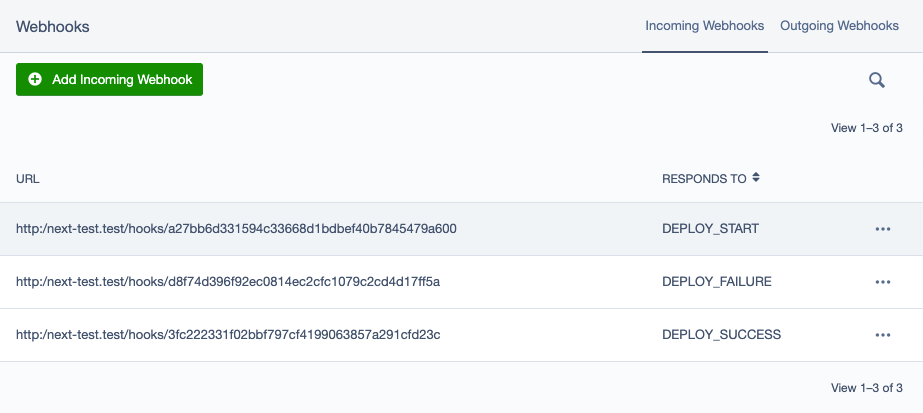 Webhooks
Incoming Webhooks Outgoing Webhooks
Add Incoming Webhook
View 1–3 of 3
URL RESPONDS TO
http:/next-test.test/hooks/a27bb6d331594c33668d1bdbef40b7845479a600 DEPLOY_START
http:/next-test.test/hooks/d8f74d396f92ec0814ec2cfc1079c2cd4d17ff5a DEPLOY_FAILURE
http:/next-test.test/hooks/3fc222331f02bbf797cf4199063857a291cfd23c DEPLOY_SUCCESS
View 1–3 of 3